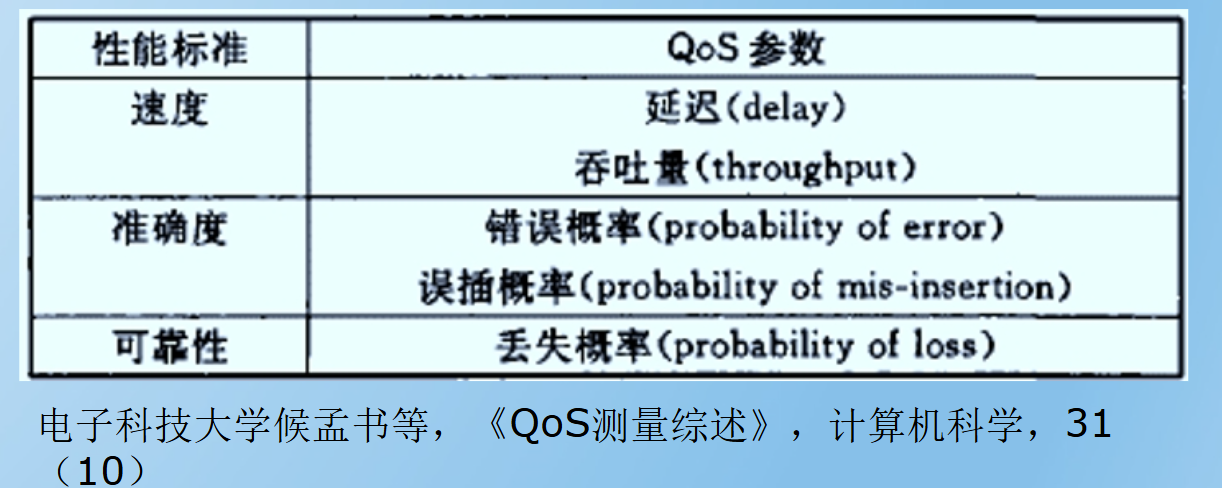 性能标准 QoS 参数
速度 延迟(delay)
吞吐量(throughput)
准确度 错误概率(probability of error)
误插概率(probability of mis-insertion)
可靠性 丢失概率(probability of loss)
电子科技大学候孟书等，《QoS测量综述》，计算机科学，31
（10）